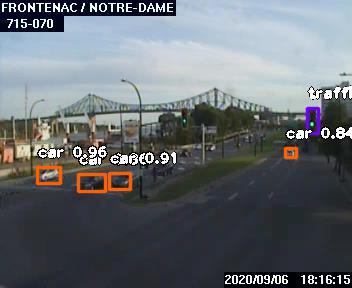 FRONTENAC / NOTRE-DAME
715-070
traffi
car 0.84
car 0.96
car 0.91
2020/09/06 18:16:15